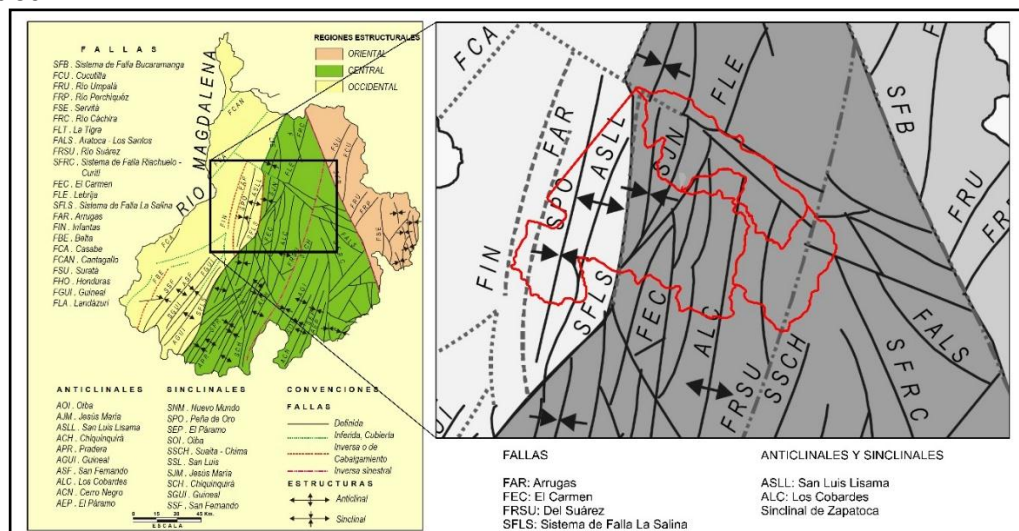 FALLAS
SFB . Sistema de Falla Bucaramanga
FCU . Cucutilla
FRU . Río Umpalá
FRP . Río Perchiquéz
FSE . Servitá
FRC . Río Cáchira
FLT . La Tigra
FALS . Aratoca - Los Santos
FRSU . Río Suárez
SFRC . Sistema de Falla Riachuelo -
Curití
FEC . El Carmen
FLE . Lebrija
SFLS . Sistema de Falla La Salina
FAR . Arrugas
FIN . Infantas
FBE . Belta
FCA . Casabe
FCAN . Cantagallo
FSU . Suratá
FHO . Honduras
FGUI . Guineal
FLA . Landázuri
RIO MAGDALENA
REGIONES ESTRUCTURALES
ORIENTAL
CENTRAL
OCCIDENTAL
FCAN
FIN
ANTICLINALES
AOI . Oiba
AJM . Jesús María
ASLL . San Luis Lisama
ACH . Chiquinquirá
APR . Pradera
AGUI . Guineal
ASF . San Fernando
ALC . Los Cobardes
ACN . Cerro Negro
AEP . El Páramo
SINCLINALES
SNM . Nuevo Mundo
SPO . Peña de Oro
SEP . El Páramo
SOI . Oiba
SSCH . Suaita - Chima
SSL . San Luis
SJM . Jesús María
SCH . Chiquinquirá
SGUI . Guineal
SSF . San Fernando
CONVENCIONES
FALLAS
Definida
Inferida, Cubierta
Inversa o de
Cabalgamiento
Inversa sinestral
ESTRUCTURAS
Anticlinal
Sinclinal
ESCALA
FCA
FAR
ASLL
SPO
SJN
FLE
SFB
FRU
FIN
SFLS
FEC
ALC
FRSU
SSCH
FALS
SFRC
FALLAS
FAR: Arrugas
FEC: El Carmen
FRSU: Del Suárez
SFLS: Sistema de Falla La Salina
ANTICLINALES Y SINCLINALES
ASLL: San Luis Lisama
ALC: Los Cobardes
Sinclinal de Zapatoca